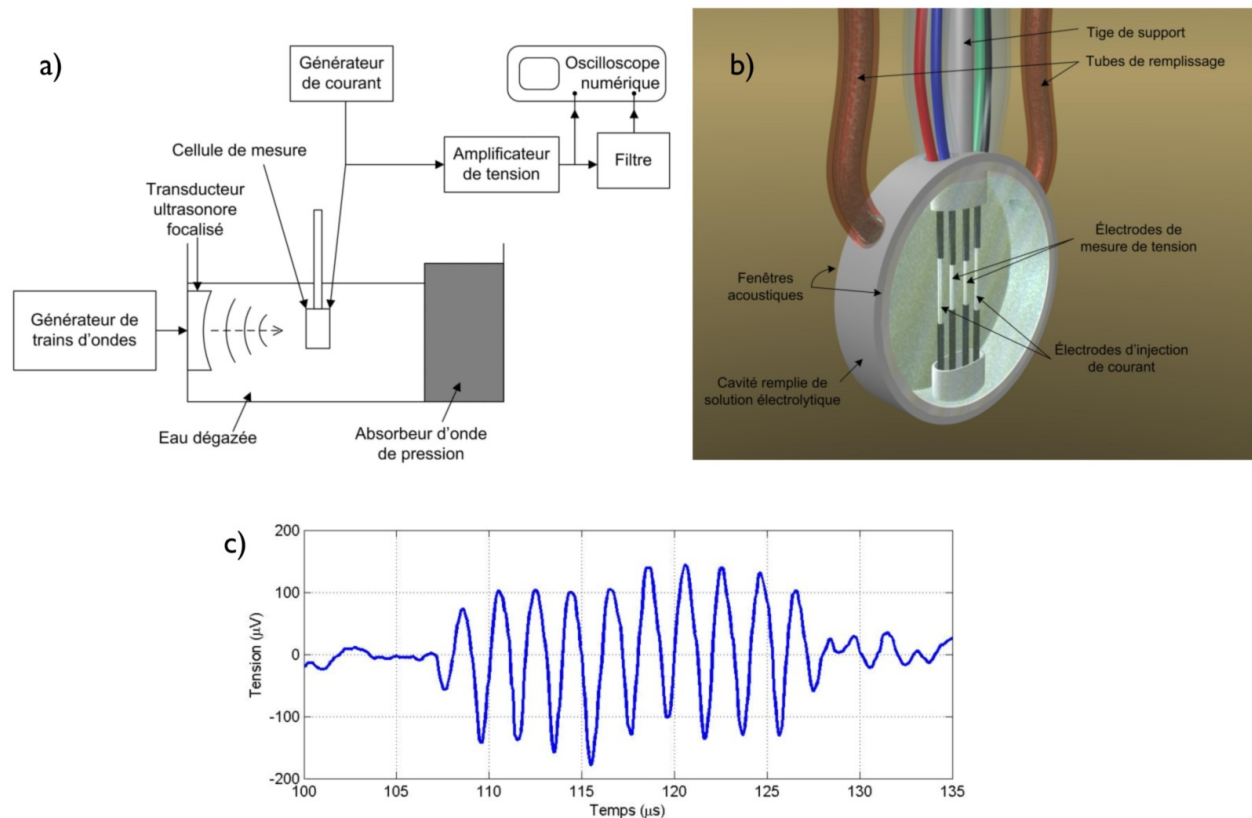 a)
Générateur
de courant
Oscilloscope
numérique
Cellule de mesure
Amplificateur
de tension
Filtre
Transducteur
ultrasonore
focalisé
Générateur de
trains d'ondes
Eau dégazée
Absorbeur d'onde
de pression
b)
Tige de support
Tubes de remplissage
Électrodes de
mesure de tension
Fenêtres
acoustiques
Électrodes d'injection
de courant
Cavité remplie de
solution électrolytique
c)
200
100
0
-100
-200
Tension (µV)
100 105 110 115 120 125 130 135
Temps (µs)